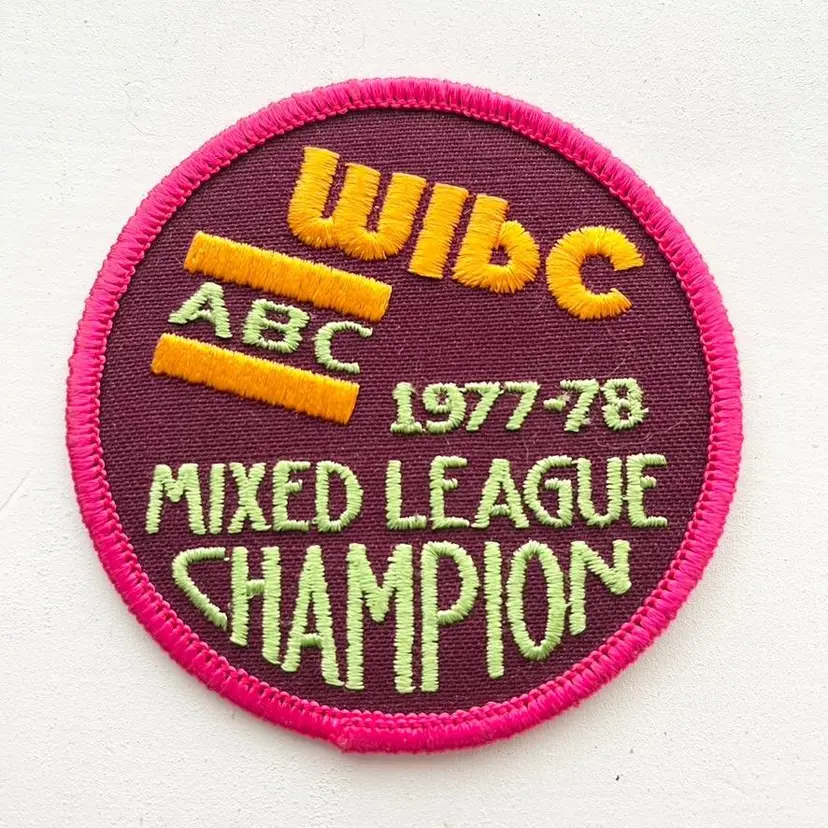 WIbC
ABC
1977-78
MIXED LEAGUE
CHAMPION